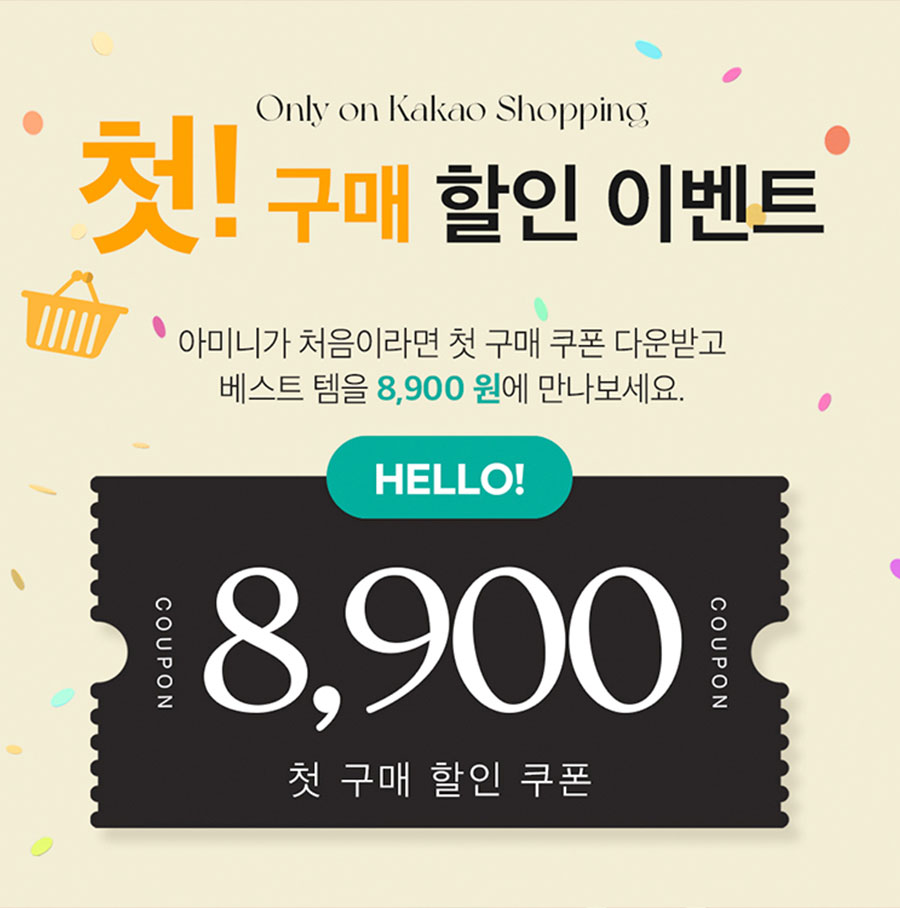 Only on Kakao Shopping
첫! 구매 할인 이벤트
아미니가 처음이라면 첫 구매 쿠폰 다운받고
베스트 템을 8,900 원에 만나보세요.
HELLO!
COUPON
8,900
COUPON
첫 구매 할인 쿠폰